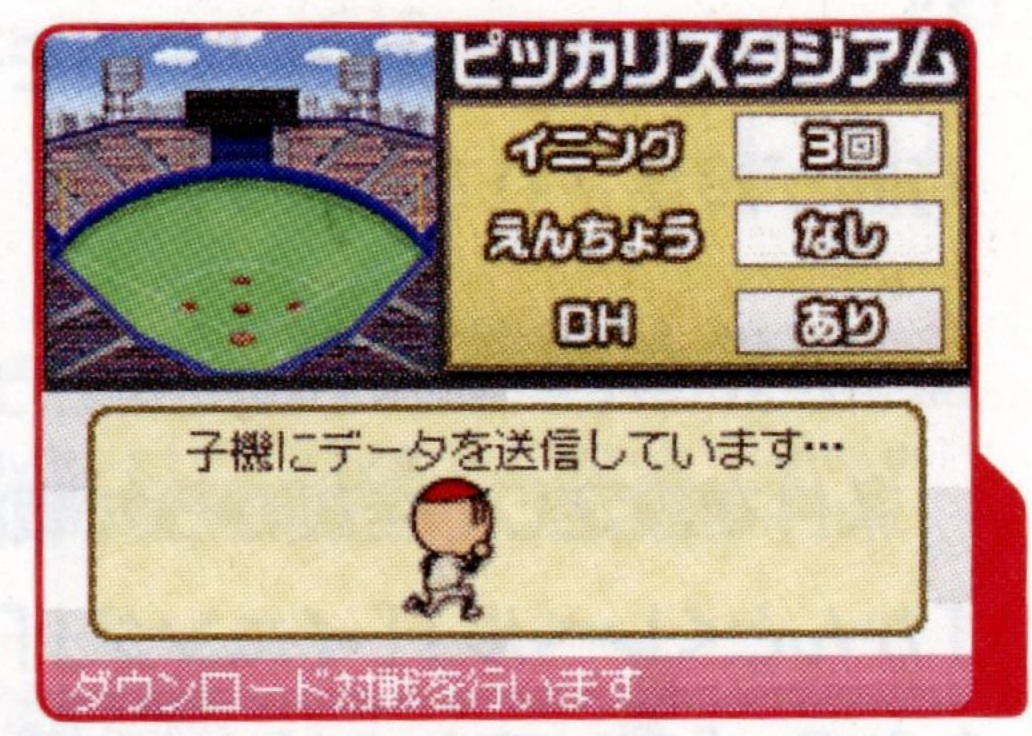 ピッカリスタジアム
イニング 3回
えんちょう なし
DH あり
子機にデータを送信しています…
ダウンロード対戦を行います